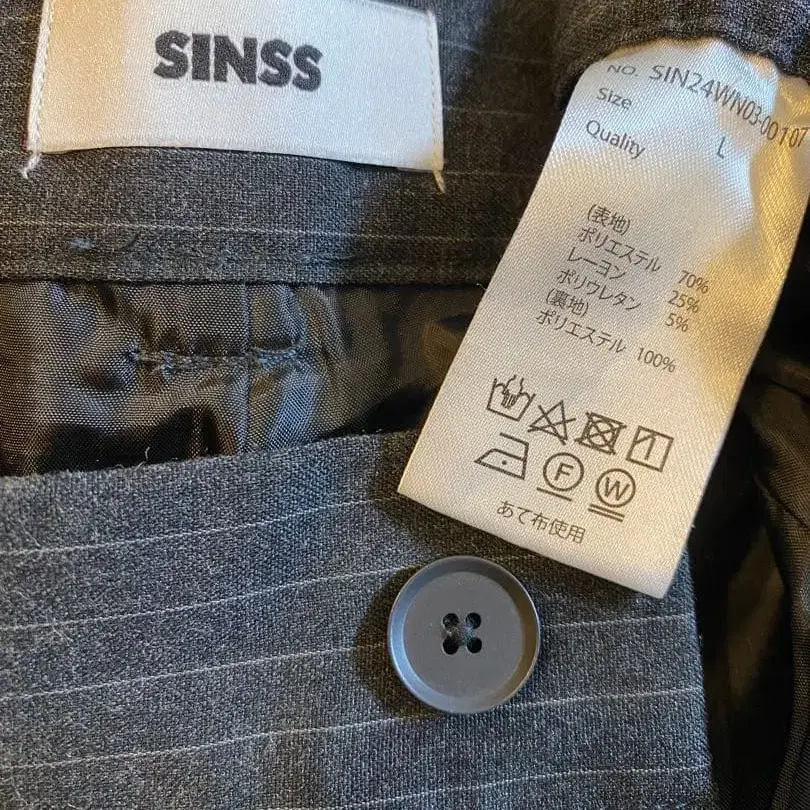 SINSS
NO. SIN24WN03-001-07
Size L
Quality
(表地)
ポリエステル 70%
レーヨン 25%
ポリウレタン 5%
(裏地)
ポリエステル 100%
F W
あて布使用